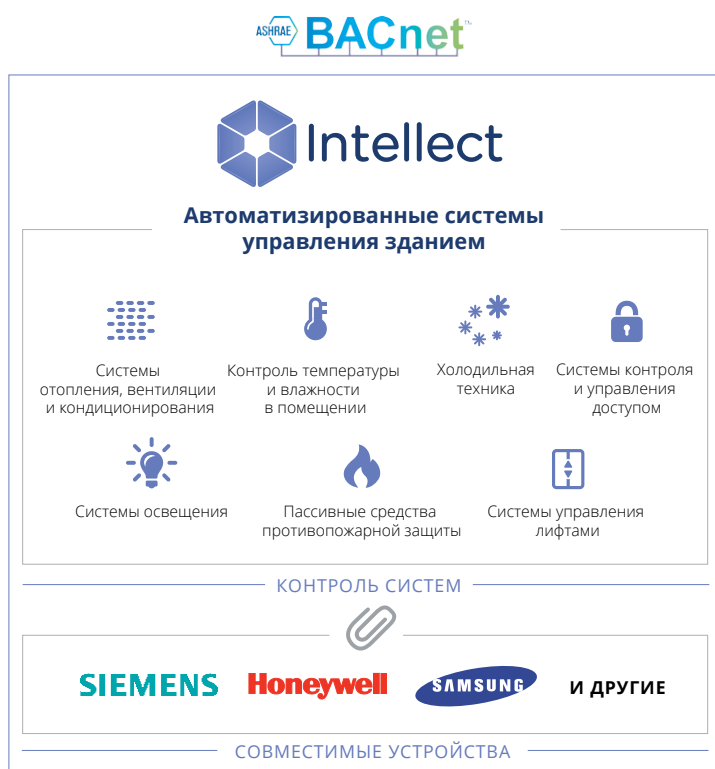 ASHRAE BACnet™
Intellect
Автоматизированные системы
управления зданием
Системы
отопления, вентиляции
и кондиционирования
Контроль температуры
и влажности
в помещении
Холодильная
техника
Системы контроля
и управления
доступом
Системы освещения
Пассивные средства
противопожарной защиты
Системы управления
лифтами
КОНТРОЛЬ СИСТЕМ
SIEMENS Honeywell SAMSUNG И ДРУГИЕ
СОВМЕСТИМЫЕ УСТРОЙСТВА